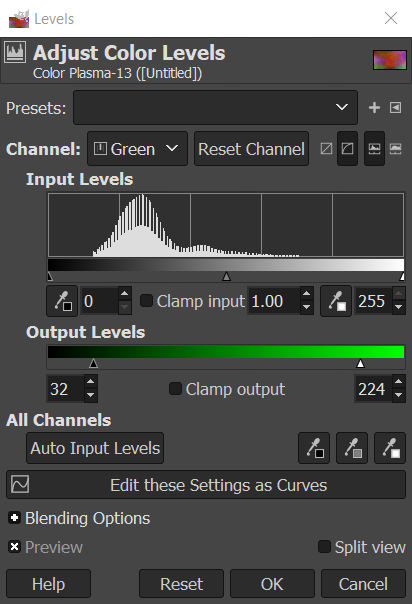 Levels
Adjust Color Levels
Color Plasma-13 ([Untitled])
Presets:
Channel: Green Reset Channel
Input Levels
0 Clamp input 1.00 255
Output Levels
32 Clamp output 224
All Channels
Auto Input Levels
Edit these Settings as Curves
Blending Options
Preview Split view
Help Reset OK Cancel